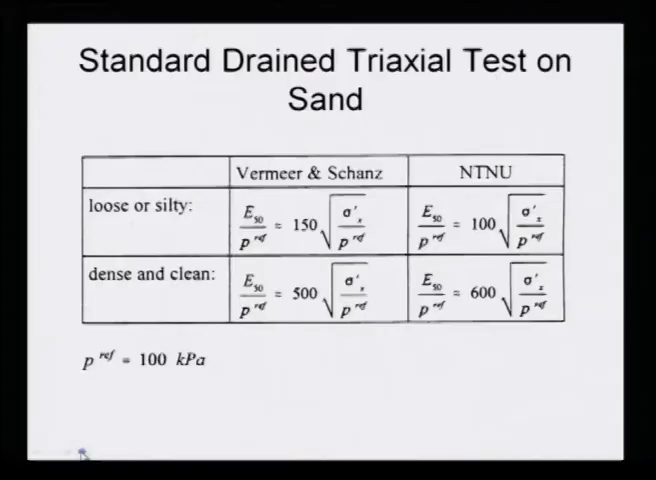 Standard Drained Triaxial Test on
Sand
Vermeer & Schanz NTNU
loose or silty: E₅₀/p^ref = 150 √(σ'ₓ/p^ref) E₅₀/p^ref = 100 √(σ'ₓ/p^ref)
dense and clean: E₅₀/p^ref = 500 √(σ'ₓ/p^ref) E₅₀/p^ref = 600 √(σ'ₓ/p^ref)
p^ref = 100 kPa